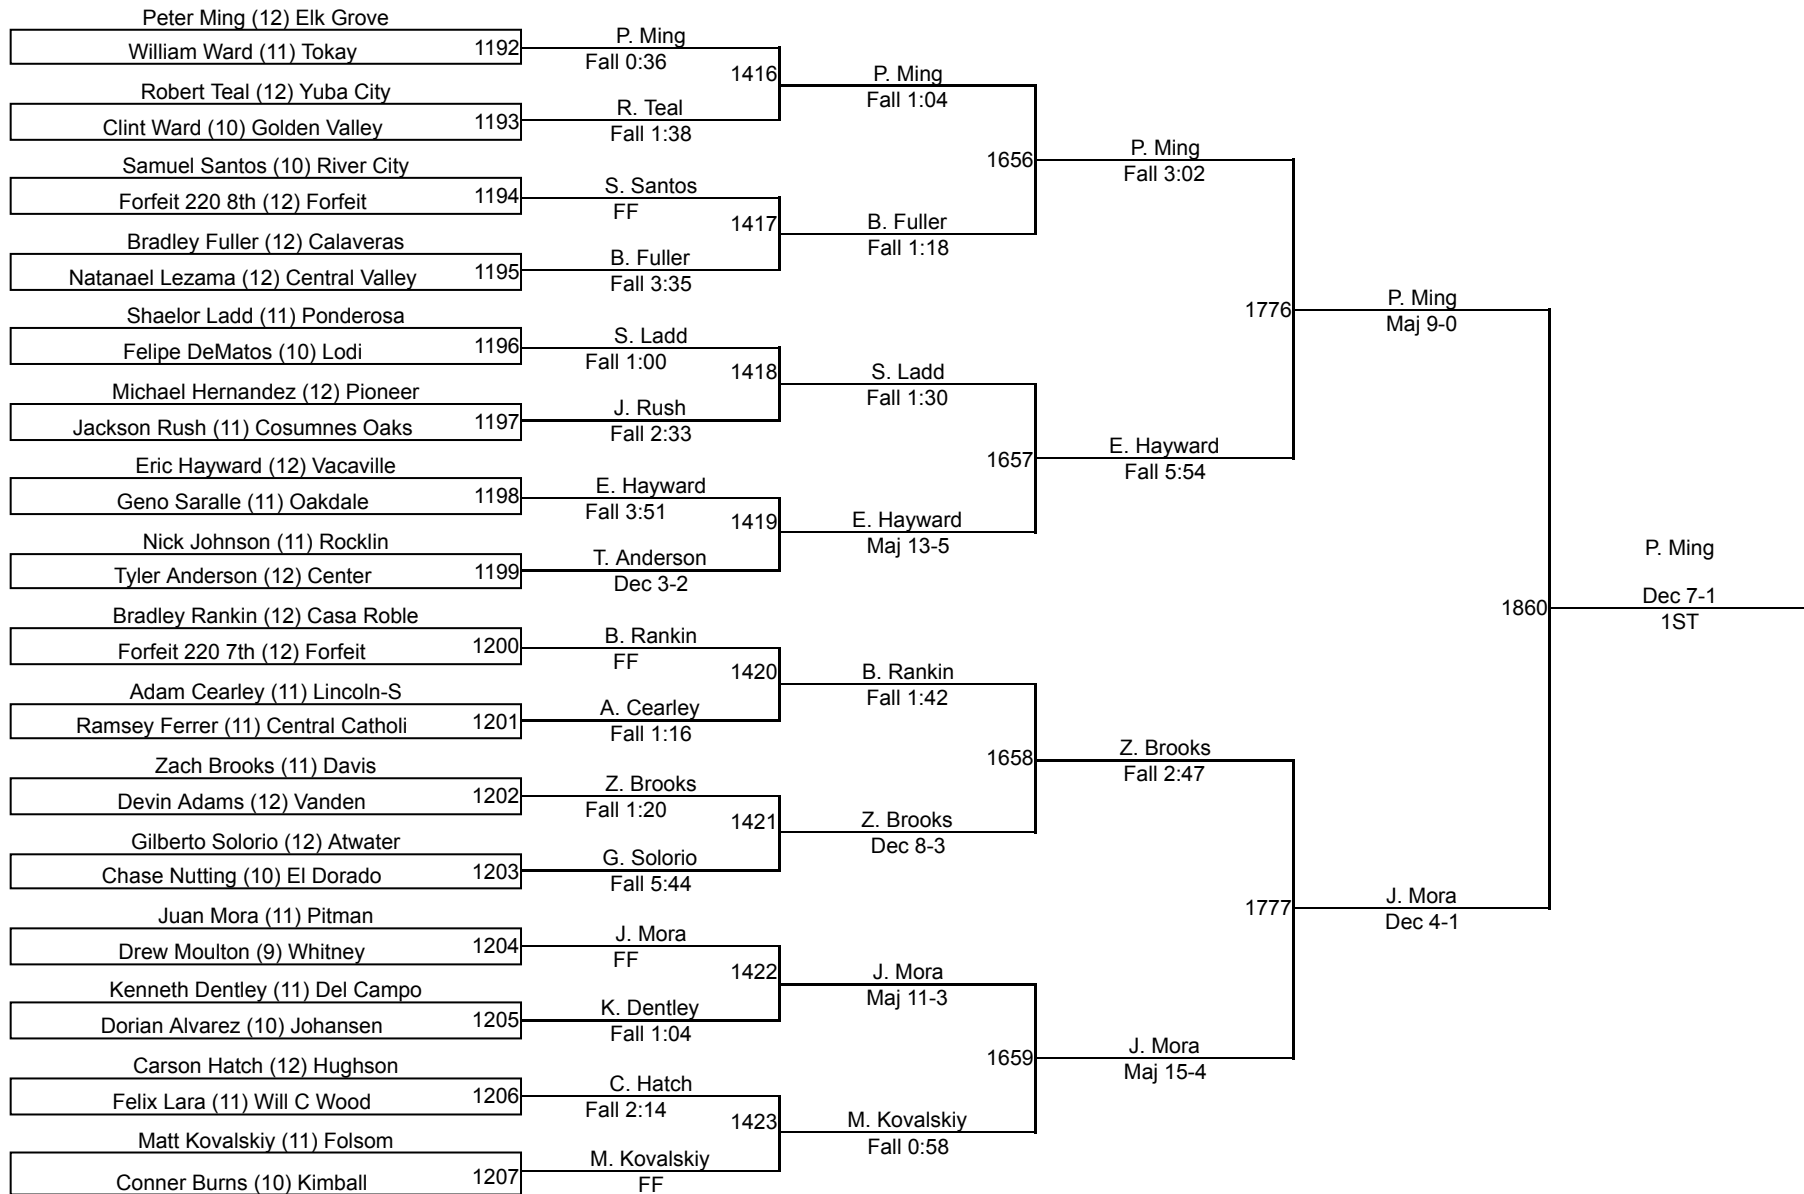 Peter Ming (12) Elk Grove
William Ward (11) Tokay
1192
Robert Teal (12) Yuba City
Clint Ward (10) Golden Valley
1193
Samuel Santos (10) River City
Forfeit 220 8th (12) Forfeit
1194
Bradley Fuller (12) Calaveras
Natanael Lezama (12) Central Valley
1195
Shaelor Ladd (11) Ponderosa
Felipe DeMatos (10) Lodi
1196
Michael Hernandez (12) Pioneer
Jackson Rush (11) Cosumnes Oaks
1197
Eric Hayward (12) Vacaville
Geno Saralle (11) Oakdale
1198
Nick Johnson (11) Rocklin
Tyler Anderson (12) Center
1199
Bradley Rankin (12) Casa Roble
Forfeit 220 7th (12) Forfeit
1200
Adam Cearley (11) Lincoln-S
Ramsey Ferrer (11) Central Catholi
1201
Zach Brooks (11) Davis
Devin Adams (12) Vanden
1202
Gilberto Solorio (12) Atwater
Chase Nutting (10) El Dorado
1203
Juan Mora (11) Pitman
Drew Moulton (9) Whitney
1204
Kenneth Dentley (11) Del Campo
Dorian Alvarez (10) Johansen
1205
Carson Hatch (12) Hughson
Felix Lara (11) Will C Wood
1206
Matt Kovalskiy (11) Folsom
Conner Burns (10) Kimball
1207
P. Ming
Fall 0:36
1416
R. Teal
Fall 1:38
S. Santos
FF
1417
B. Fuller
Fall 3:35
S. Ladd
Fall 1:00
1418
J. Rush
Fall 2:33
E. Hayward
Fall 3:51
1419
T. Anderson
Dec 3-2
B. Rankin
FF
1420
A. Cearley
Fall 1:16
Z. Brooks
Fall 1:20
1421
G. Solorio
Fall 5:44
J. Mora
FF
1422
K. Dentley
Fall 1:04
C. Hatch
Fall 2:14
1423
M. Kovalskiy
FF
P. Ming
Fall 1:04
1656
B. Fuller
Fall 1:18
S. Ladd
Fall 1:30
1657
E. Hayward
Maj 13-5
B. Rankin
Fall 1:42
1658
Z. Brooks
Dec 8-3
J. Mora
Maj 11-3
1659
M. Kovalskiy
Fall 0:58
P. Ming
Fall 3:02
1776
E. Hayward
Fall 5:54
Z. Brooks
Fall 2:47
1777
J. Mora
Maj 15-4
P. Ming
Maj 9-0
1860
J. Mora
Dec 4-1
P. Ming
Dec 7-1
1ST